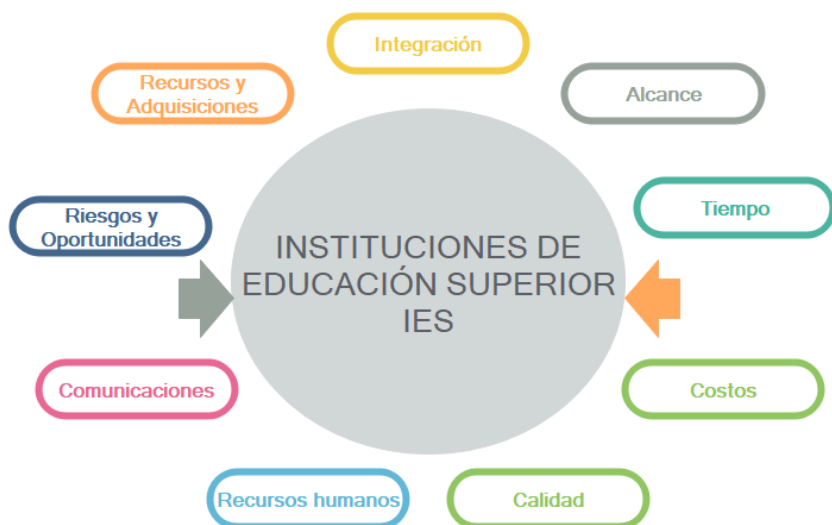 Integración
Recursos y
Adquisiciones
Alcance
Riesgos y
Oportunidades
Tiempo
INSTITUCIONES DE
EDUCACIÓN SUPERIOR
IES
Comunicaciones
Costos
Recursos humanos
Calidad